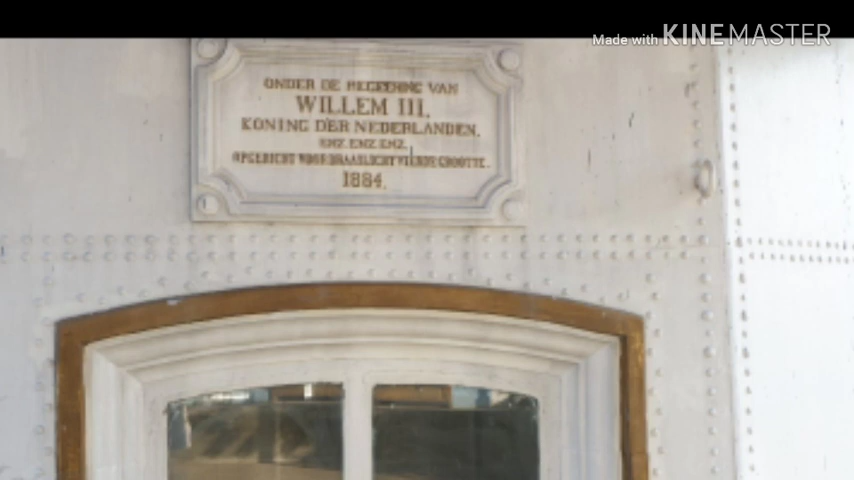 Made with KINEMASTER
ONDER DE REGEERING VAN
WILLEM III,
KONING DER NEDERLANDEN,
ENZ. ENZ. ENZ.
OPGERICHT VOOR DRAAILICHT VIERDE GROOTTE.
1884.